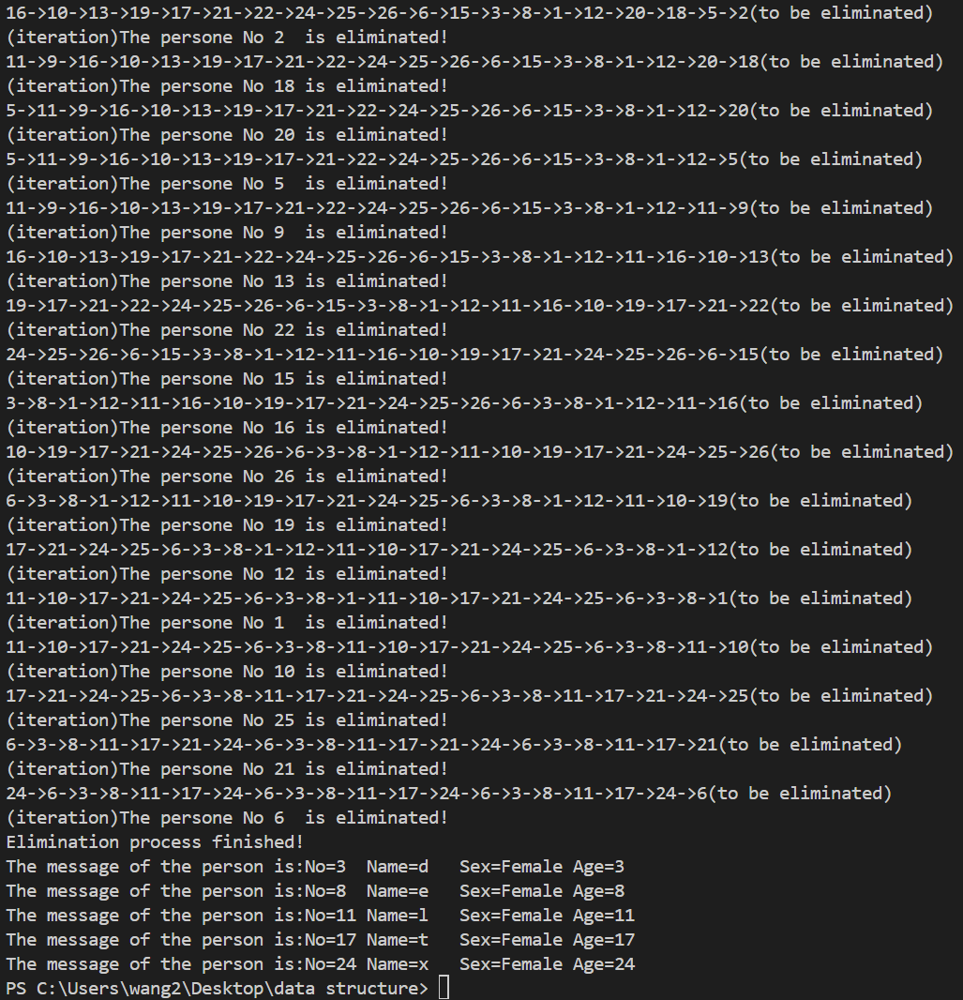 16->10->13->19->17->21->22->24->25->26->6->15->3->8->1->12->20->18->5->2(to be eliminated)
(iteration)The persone No 2  is eliminated!
11->9->16->10->13->19->17->21->22->24->25->26->6->15->3->8->1->12->20->18(to be eliminated)
(iteration)The persone No 18 is eliminated!
5->11->9->16->10->13->19->17->21->22->24->25->26->6->15->3->8->1->12->20(to be eliminated)
(iteration)The persone No 20 is eliminated!
5->11->9->16->10->13->19->17->21->22->24->25->26->6->15->3->8->1->12->5(to be eliminated)
(iteration)The persone No 5  is eliminated!
11->9->16->10->13->19->17->21->22->24->25->26->6->15->3->8->1->12->11->9(to be eliminated)
(iteration)The persone No 9  is eliminated!
16->10->13->19->17->21->22->24->25->26->6->15->3->8->1->12->11->16->10->13(to be eliminated)
(iteration)The persone No 13 is eliminated!
19->17->21->22->24->25->26->6->15->3->8->1->12->11->16->10->19->17->21->22(to be eliminated)
(iteration)The persone No 22 is eliminated!
24->25->26->6->15->3->8->1->12->11->16->10->19->17->21->24->25->26->6->15(to be eliminated)
(iteration)The persone No 15 is eliminated!
3->8->1->12->11->16->10->19->17->21->24->25->26->6->3->8->1->12->11->16(to be eliminated)
(iteration)The persone No 16 is eliminated!
10->19->17->21->24->25->26->6->3->8->1->12->11->10->19->17->21->24->25->26(to be eliminated)
(iteration)The persone No 26 is eliminated!
6->3->8->1->12->11->10->19->17->21->24->25->6->3->8->1->12->11->10->19(to be eliminated)
(iteration)The persone No 19 is eliminated!
17->21->24->25->6->3->8->1->12->11->10->17->21->24->25->6->3->8->1->12(to be eliminated)
(iteration)The persone No 12 is eliminated!
11->10->17->21->24->25->6->3->8->1->11->10->17->21->24->25->6->3->8->1(to be eliminated)
(iteration)The persone No 1  is eliminated!
11->10->17->21->24->25->6->3->8->11->10->17->21->24->25->6->3->8->11->10(to be eliminated)
(iteration)The persone No 10 is eliminated!
17->21->24->25->6->3->8->11->17->21->24->25->6->3->8->11->17->21->24->25(to be eliminated)
(iteration)The persone No 25 is eliminated!
6->3->8->11->17->21->24->6->3->8->11->17->21->24->6->3->8->11->17->21(to be eliminated)
(iteration)The persone No 21 is eliminated!
24->6->3->8->11->17->24->6->3->8->11->17->24->6->3->8->11->17->24->6(to be eliminated)
(iteration)The persone No 6  is eliminated!
Elimination process finished!
The message of the person is:No=3  Name=d   Sex=Female Age=3
The message of the person is:No=8  Name=e   Sex=Female Age=8
The message of the person is:No=11 Name=l   Sex=Female Age=11
The message of the person is:No=17 Name=t   Sex=Female Age=17
The message of the person is:No=24 Name=x   Sex=Female Age=24
PS C:\Users\wang2\Desktop\data structure>